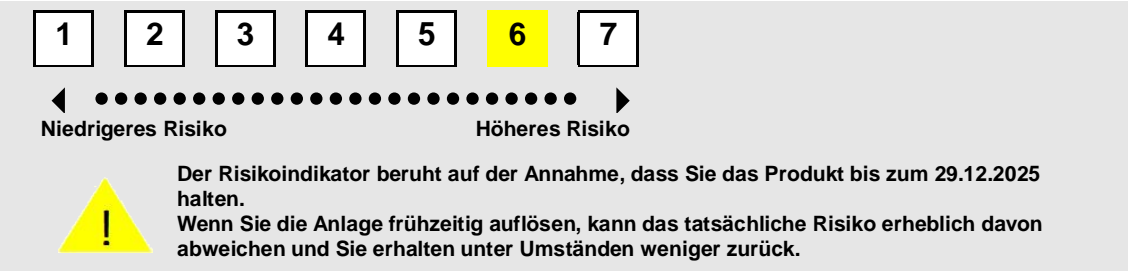 1 2 3 4 5 6 7
Niedrigeres Risiko Höheres Risiko
Der Risikoindikator beruht auf der Annahme, dass Sie das Produkt bis zum 29.12.2025
halten.
Wenn Sie die Anlage frühzeitig auflösen, kann das tatsächliche Risiko erheblich davon
abweichen und Sie erhalten unter Umständen weniger zurück.
!